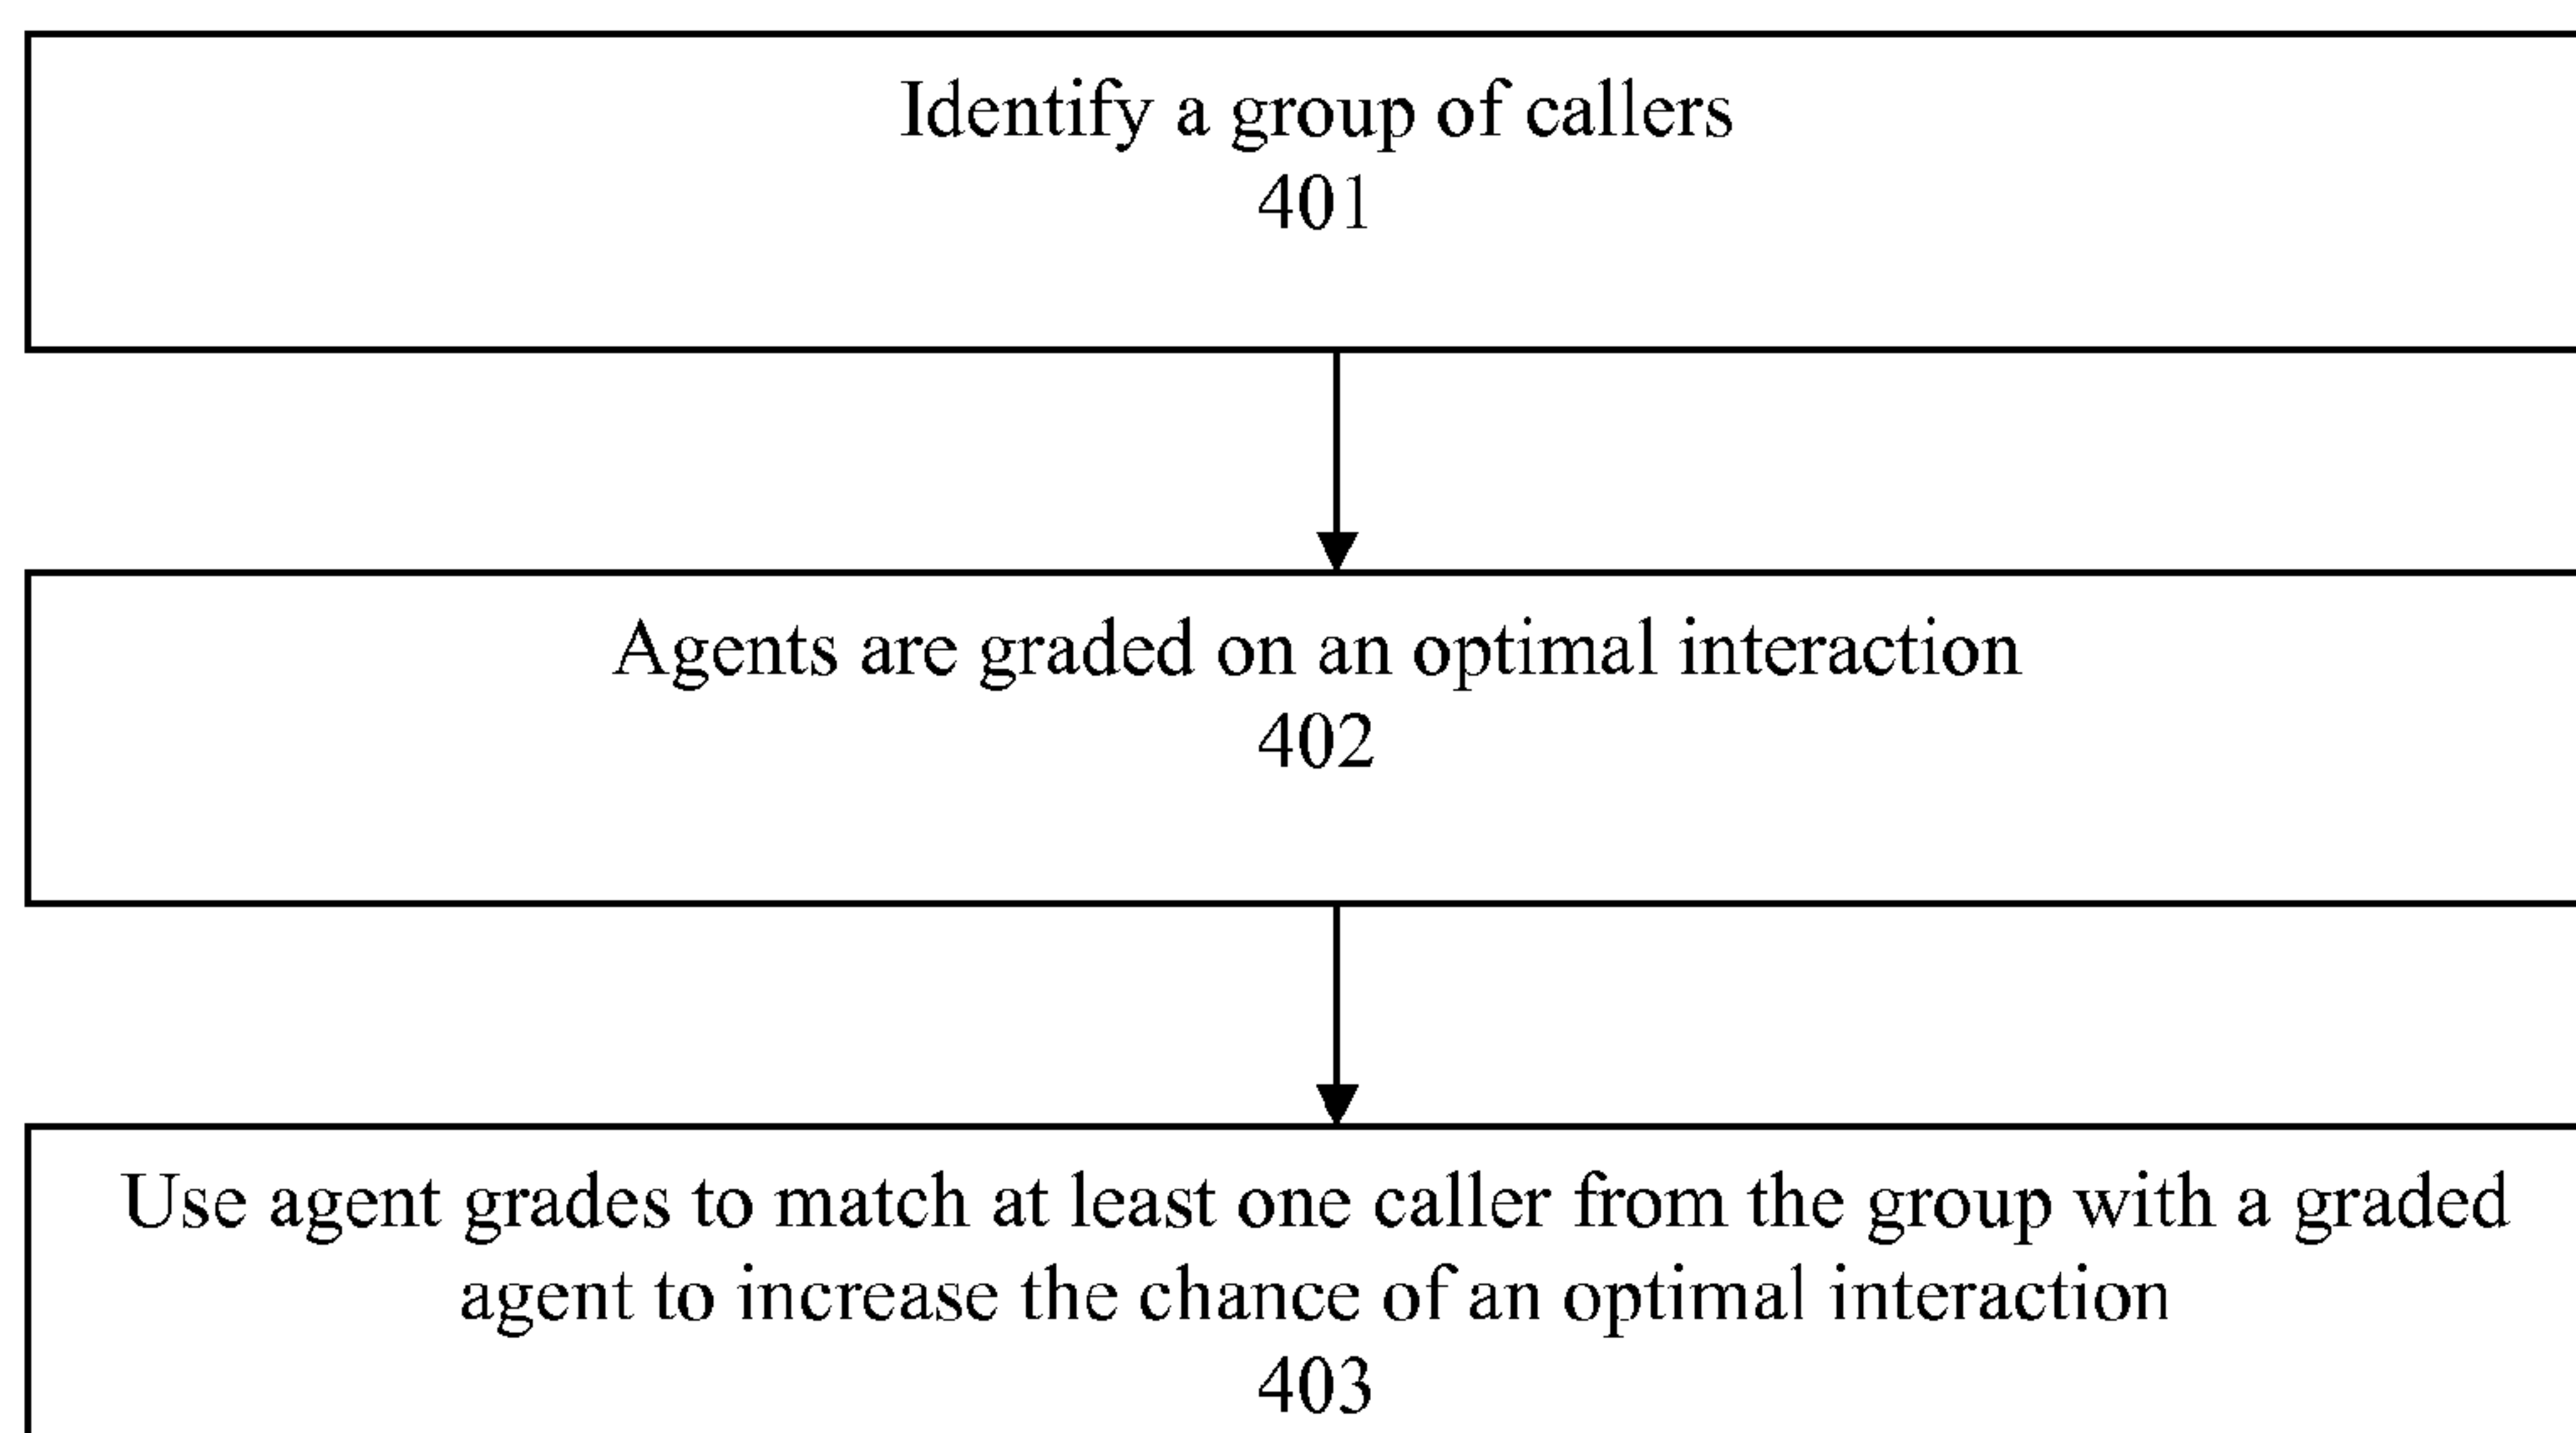 Identify a group of callers
401
Agents are graded on an optimal interaction
402
Use agent grades to match at least one caller from the group with a graded
agent to increase the chance of an optimal interaction
403